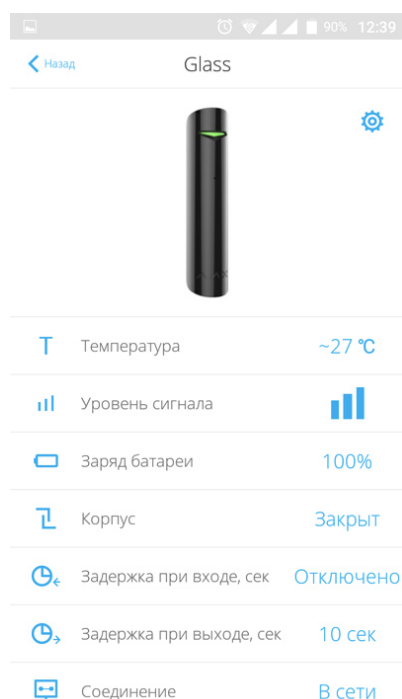 90% 12:39
Назад
Glass
AJAX
Температура ~27 °C
Уровень сигнала
Заряд батареи 100%
Корпус Закрыт
Задержка при входе, сек Отключено
Задержка при выходе, сек 10 сек
Соединение В сети